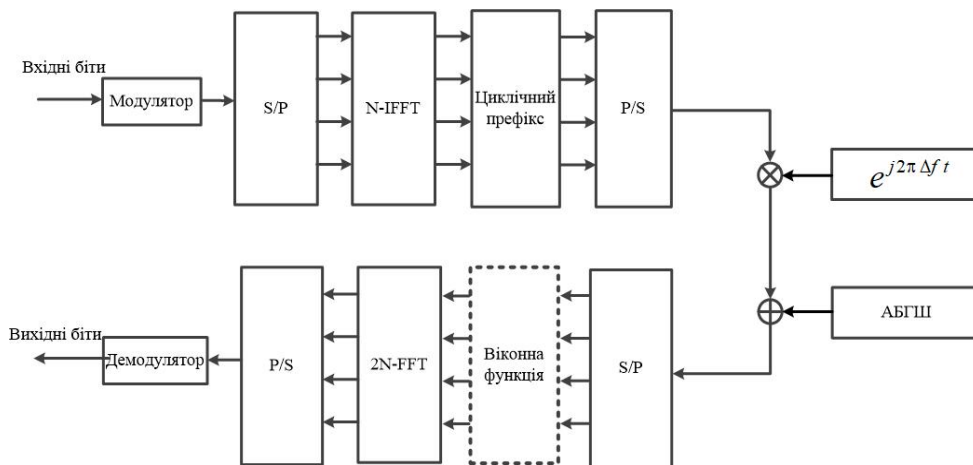 Вхідні біти
Модулятор
S/P
N-IFFT
Циклічний
префікс
P/S
e^{j2π Δf t}
АБГШ
S/P
Віконна
функція
2N-FFT
P/S
Вихідні біти
Демодулятор